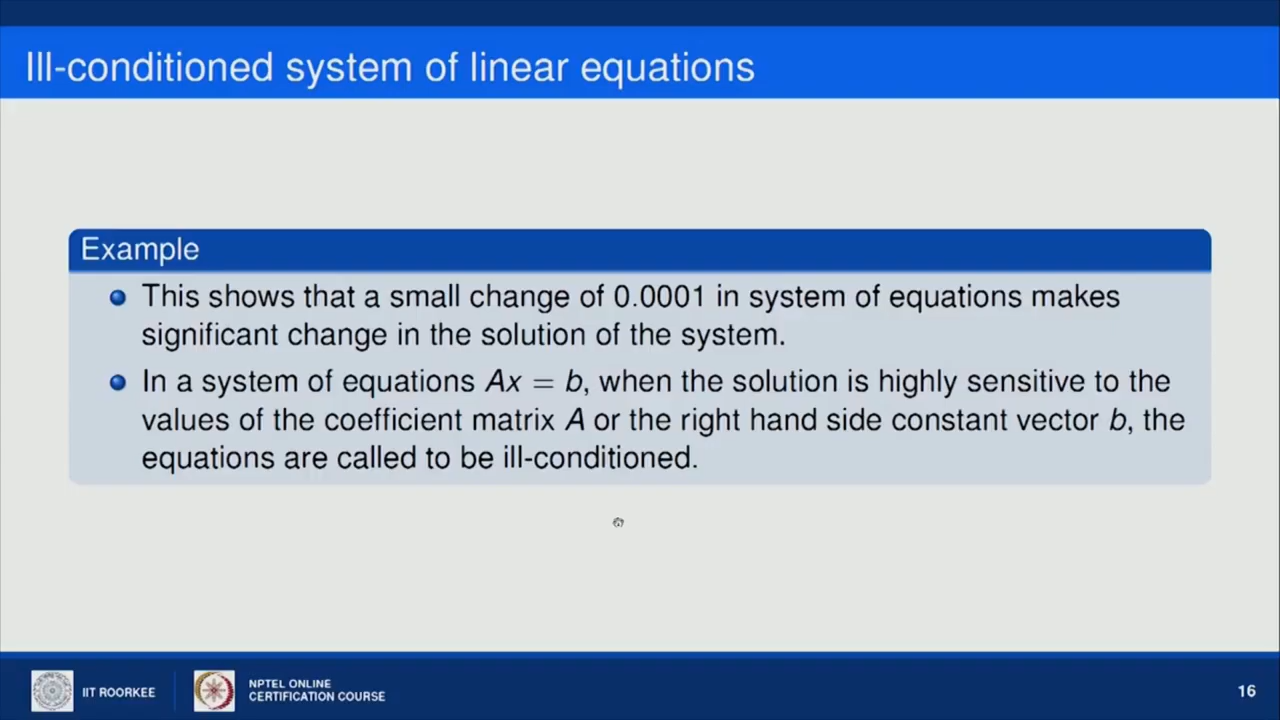 Ill-conditioned system of linear equations
Example
This shows that a small change of 0.0001 in system of equations makes
significant change in the solution of the system.
In a system of equations Ax = b, when the solution is highly sensitive to the
values of the coefficient matrix A or the right hand side constant vector b, the
equations are called to be ill-conditioned.
IIT ROORKEE
NPTEL ONLINE
CERTIFICATION COURSE
16